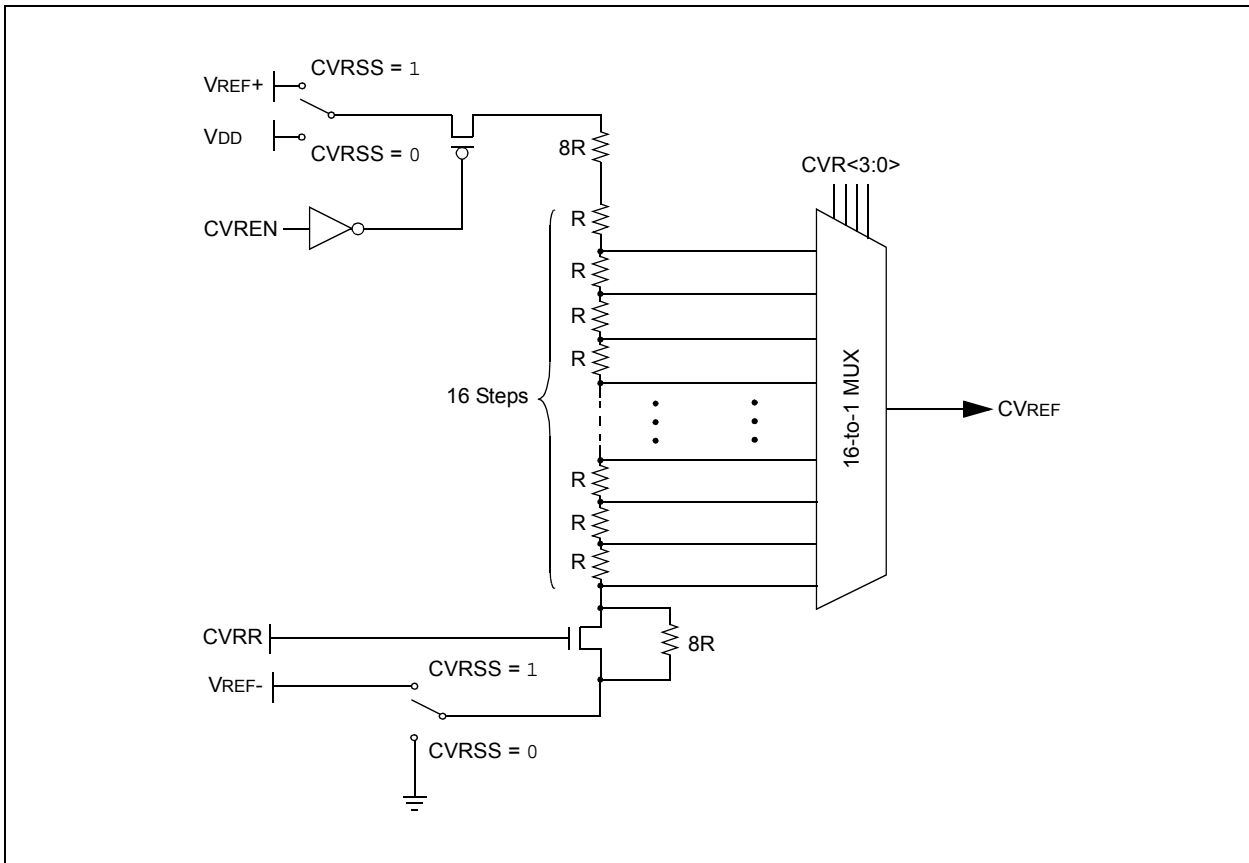 CVRSS = 1
VREF+
VDD
CVRSS = 0
8R
CVR<3:0>
CVREN
R
R
R
R
16 Steps
16-to-1 MUX
CVREF
R
R
R
CVRR
8R
CVRSS = 1
VREF-
CVRSS = 0